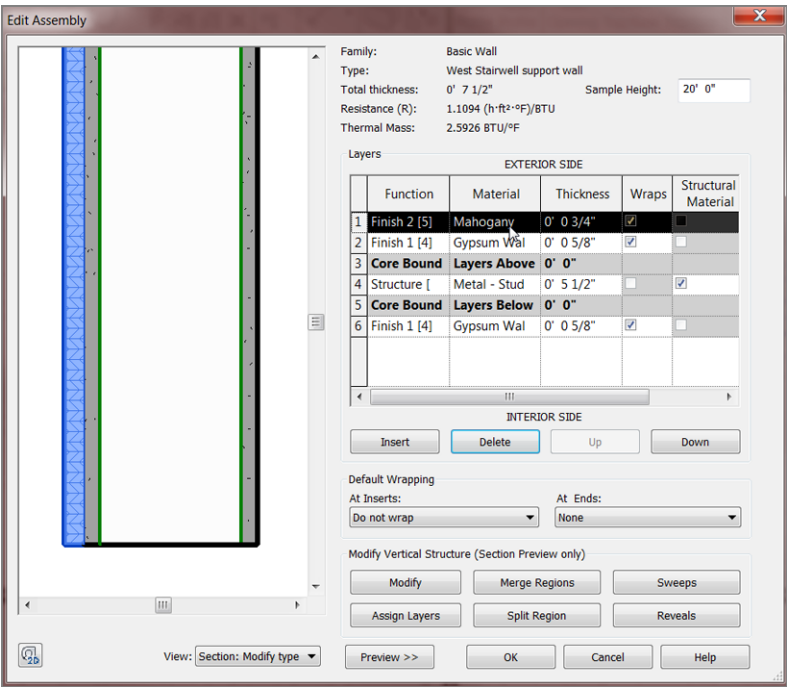 Edit Assembly
Family: Basic Wall
Type: West Stairwell support wall
Total thickness: 0' 7 1/2" Sample Height: 20' 0"
Resistance (R): 1.1094 (h·ft²·°F)/BTU
Thermal Mass: 2.5926 BTU/°F
Layers
EXTERIOR SIDE
Function Material Thickness Wraps Structural Material
1 Finish 2 [5] Mahogany 0' 0 3/4"
2 Finish 1 [4] Gypsum Wal 0' 0 5/8"
3 Core Bound Layers Above 0' 0"
4 Structure [ Metal - Stud 0' 5 1/2"
5 Core Bound Layers Below 0' 0"
6 Finish 1 [4] Gypsum Wal 0' 0 5/8"
INTERIOR SIDE
Insert Delete Up Down
Default Wrapping
At Inserts: At Ends:
Do not wrap None
Modify Vertical Structure (Section Preview only)
Modify Merge Regions Sweeps
Assign Layers Split Region Reveals
2D View: Section: Modify type Preview >> OK Cancel Help